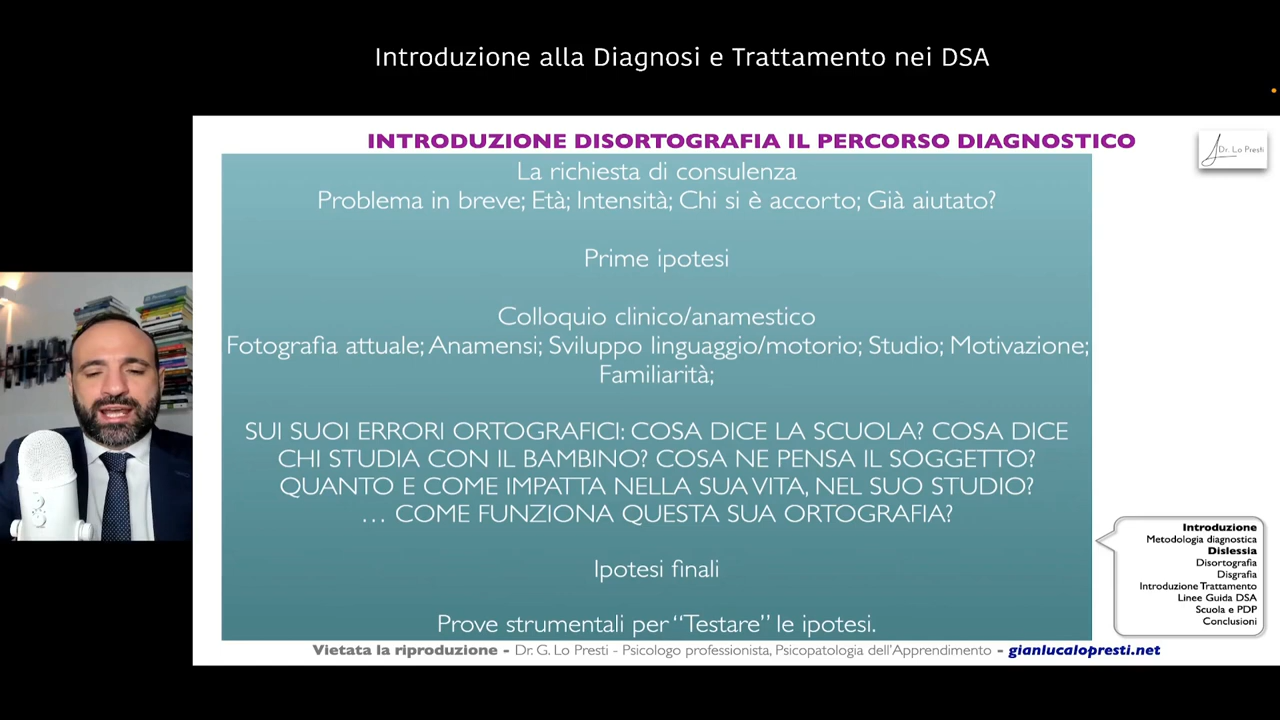 Introduzione alla Diagnosi e Trattamento nei DSA
INTRODUZIONE DISORTOGRAFIA IL PERCORSO DIAGNOSTICO
Dr. Lo Presti
La richiesta di consulenza
Problema in breve; Età; Intensità; Chi si è accorto; Già aiutato?
Prime ipotesi
Colloquio clinico/anamestico
Fotografia attuale; Anamensi; Sviluppo linguaggio/motorio; Studio; Motivazione;
Familiarità;
SUI SUOI ERRORI ORTOGRAFICI: COSA DICE LA SCUOLA? COSA DICE
CHI STUDIA CON IL BAMBINO? COSA NE PENSA IL SOGGETTO?
QUANTO E COME IMPATTA NELLA SUA VITA, NEL SUO STUDIO?
… COME FUNZIONA QUESTA SUA ORTOGRAFIA?
Ipotesi finali
Prove strumentali per “Testare” le ipotesi.
Introduzione
Metodologia diagnostica
Dislessia
Disortografia
Disgrafia
Introduzione Trattamento
Linee Guida DSA
Scuola e PDP
Conclusioni
Vietata la riproduzione - Dr. G. Lo Presti - Psicologo professionista, Psicopatologia dell'Apprendimento - gianlucalopresti.net